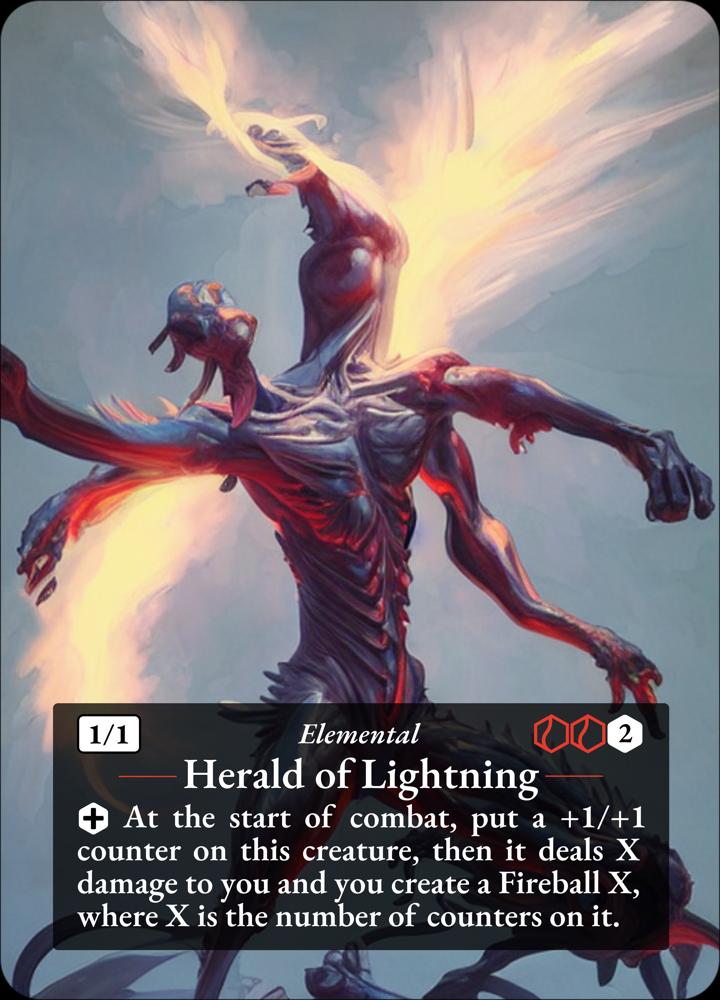 1/1 Elemental 2
Herald of Lightning
At the start of combat, put a +1/+1
counter on this creature, then it deals X
damage to you and you create a Fireball X,
where X is the number of counters on it.